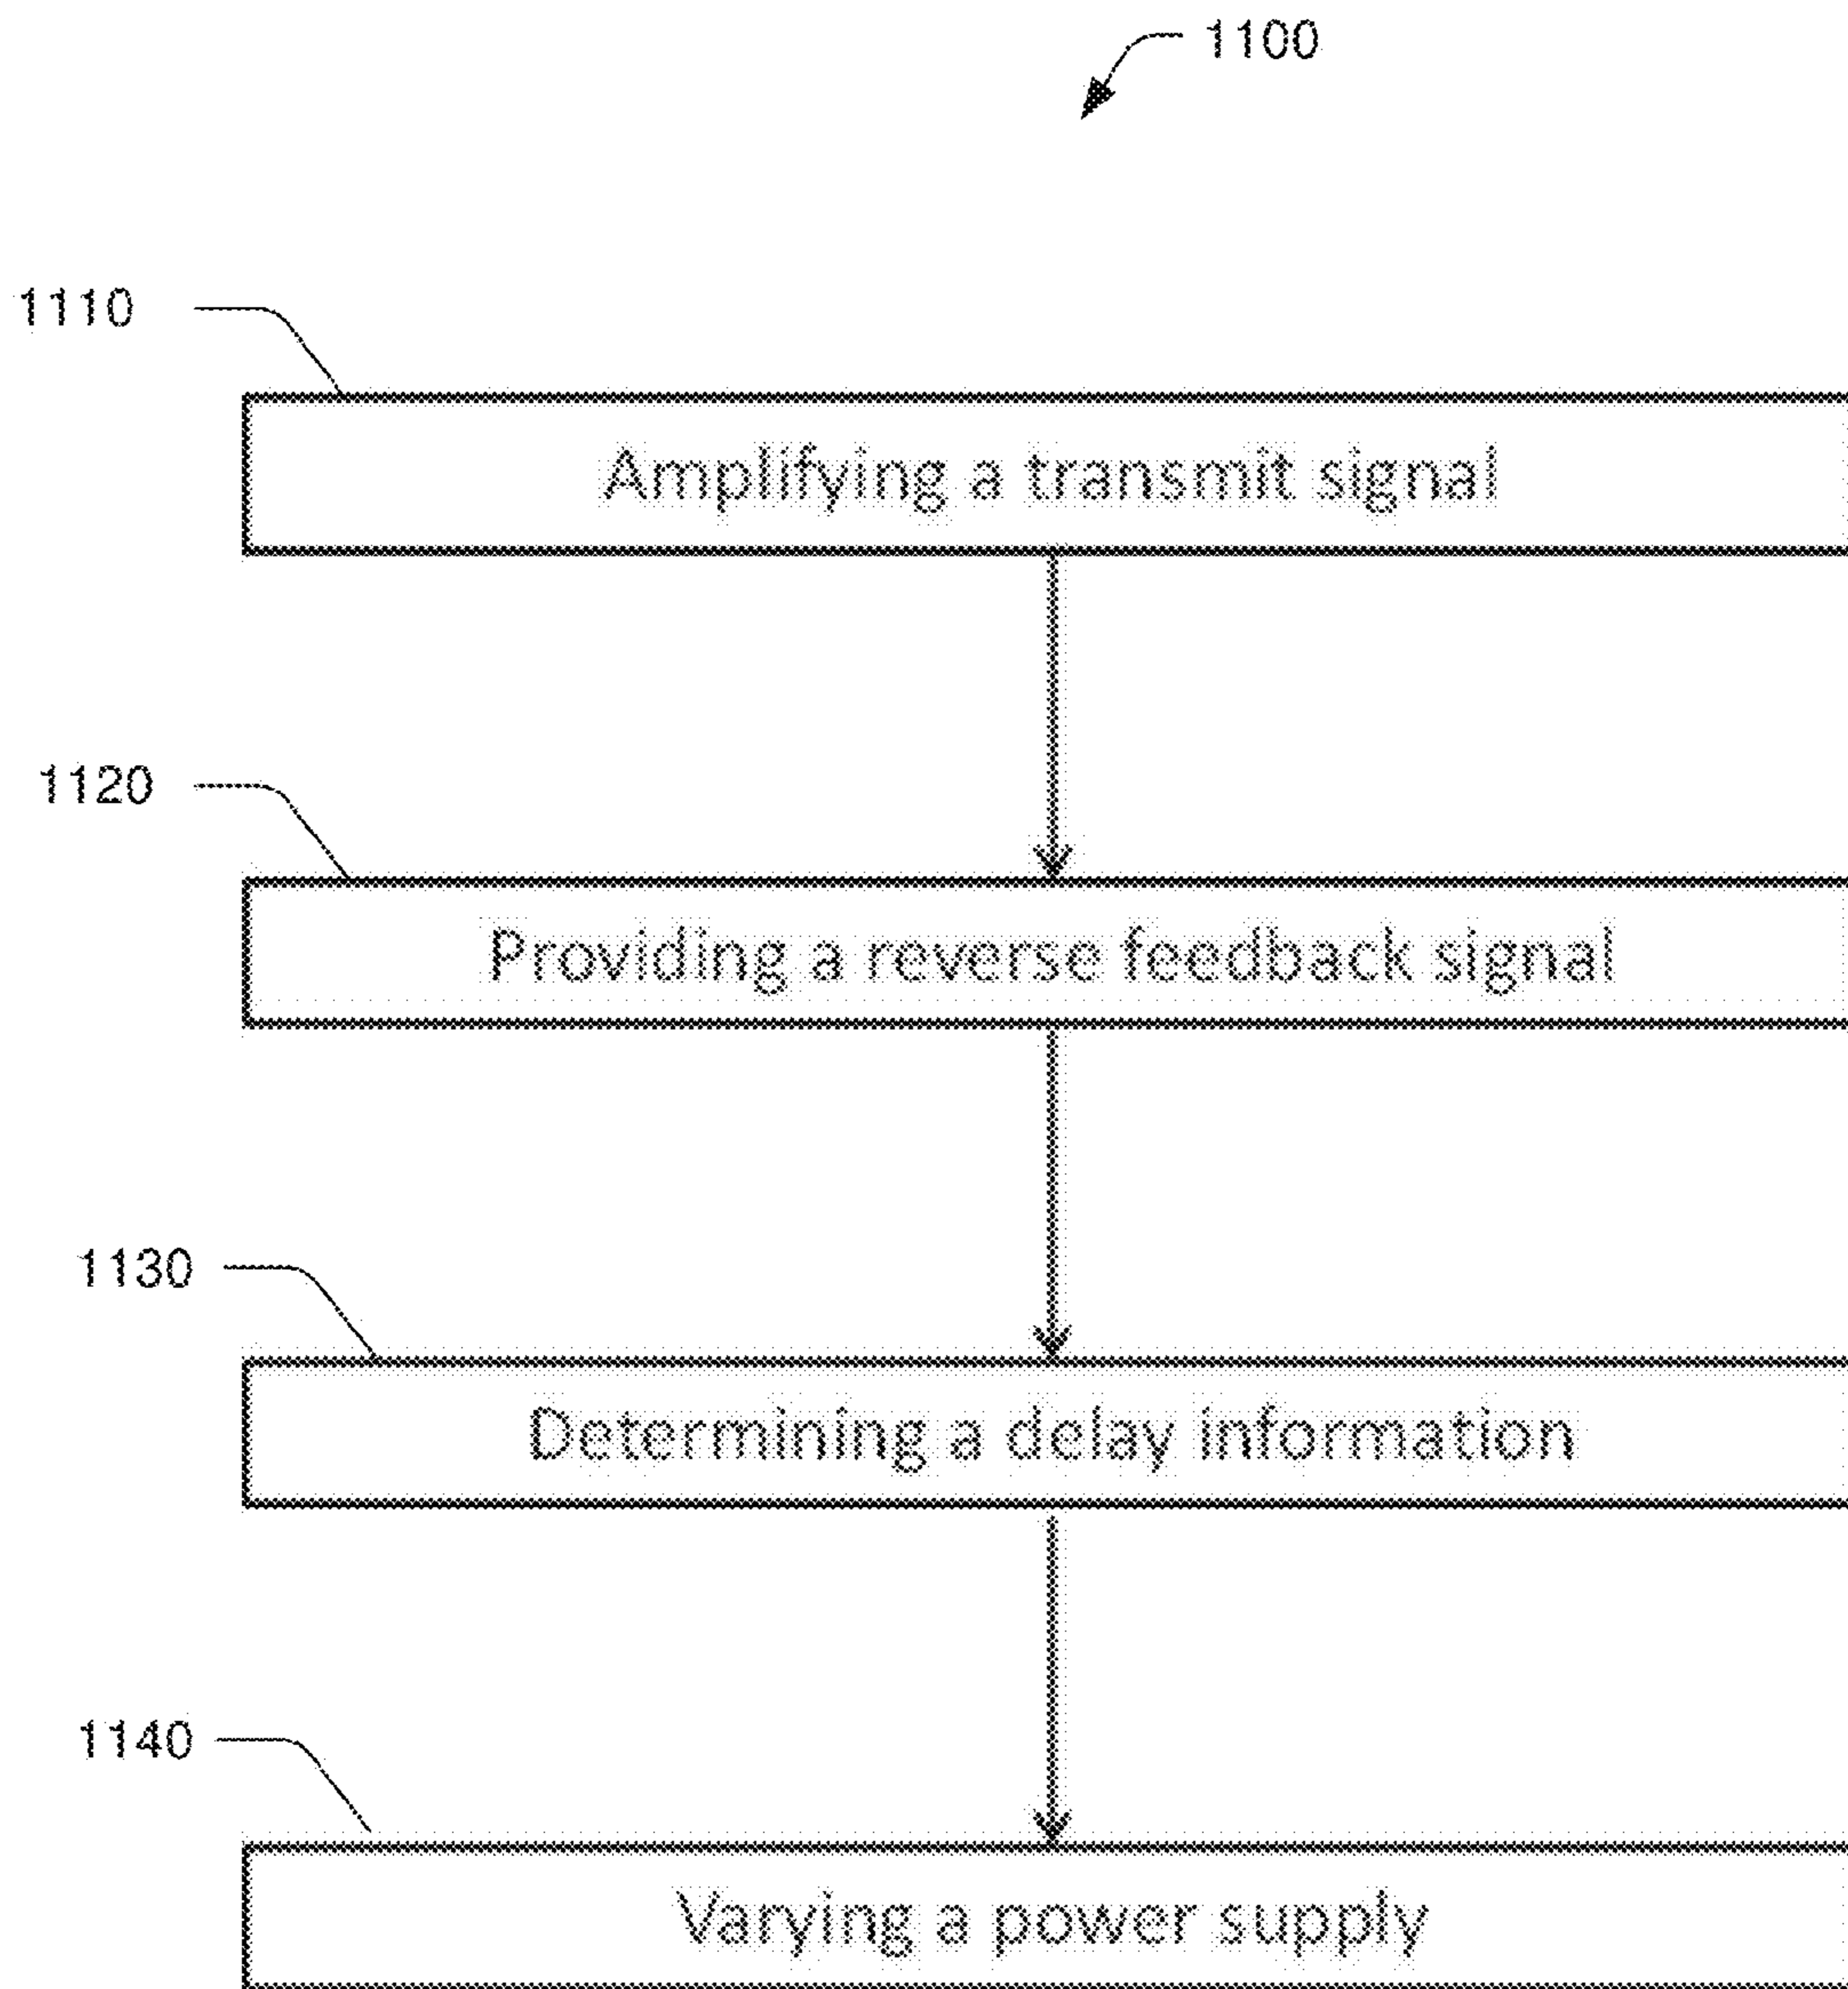 1100
1110
Amplifying a transmit signal
1120
Providing a reverse feedback signal
1130
Determining a delay information
1140
Varying a power supply